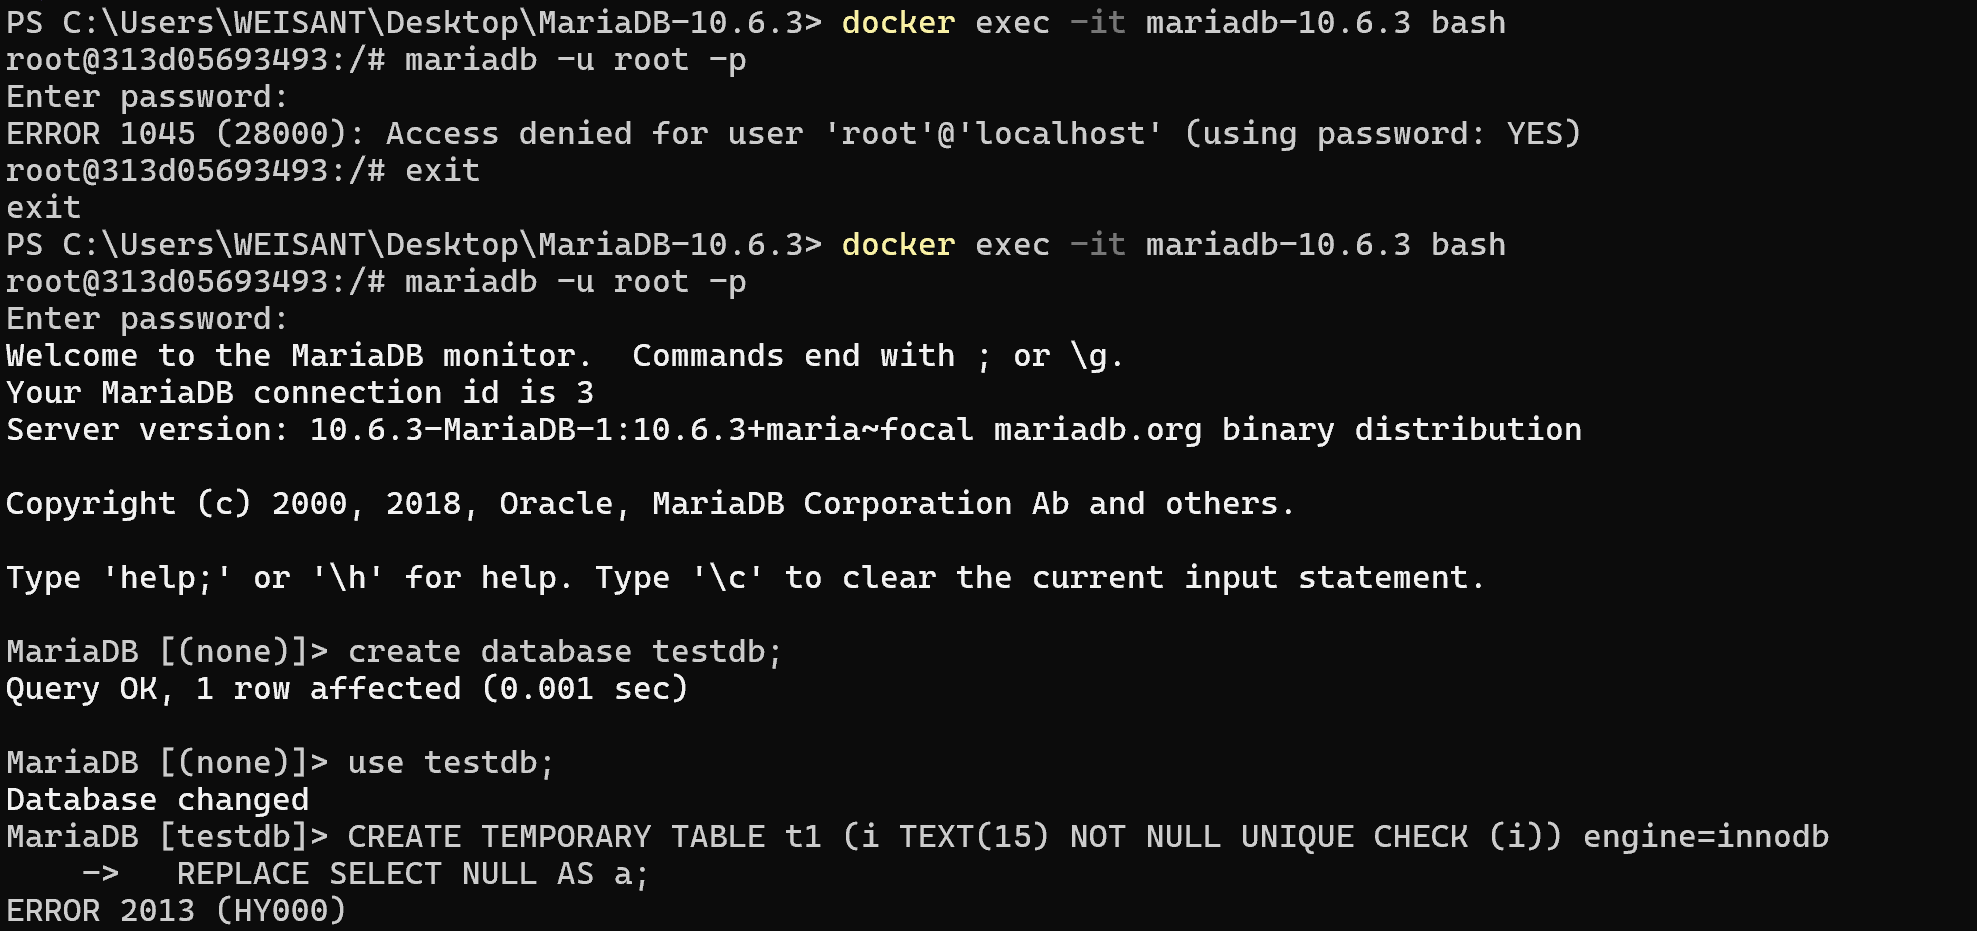 PS C:\Users\WEISANT\Desktop\MariaDB-10.6.3> docker exec -it mariadb-10.6.3 bash
root@313d05693493:/# mariadb -u root -p
Enter password:
ERROR 1045 (28000): Access denied for user 'root'@'localhost' (using password: YES)
root@313d05693493:/# exit
exit
PS C:\Users\WEISANT\Desktop\MariaDB-10.6.3> docker exec -it mariadb-10.6.3 bash
root@313d05693493:/# mariadb -u root -p
Enter password:
Welcome to the MariaDB monitor.  Commands end with ; or \g.
Your MariaDB connection id is 3
Server version: 10.6.3-MariaDB-1:10.6.3+maria~focal mariadb.org binary distribution

Copyright (c) 2000, 2018, Oracle, MariaDB Corporation Ab and others.

Type 'help;' or '\h' for help. Type '\c' to clear the current input statement.

MariaDB [(none)]> create database testdb;
Query OK, 1 row affected (0.001 sec)

MariaDB [(none)]> use testdb;
Database changed
MariaDB [testdb]> CREATE TEMPORARY TABLE t1 (i TEXT(15) NOT NULL UNIQUE CHECK (i)) engine=innodb
    ->   REPLACE SELECT NULL AS a;
ERROR 2013 (HY000)